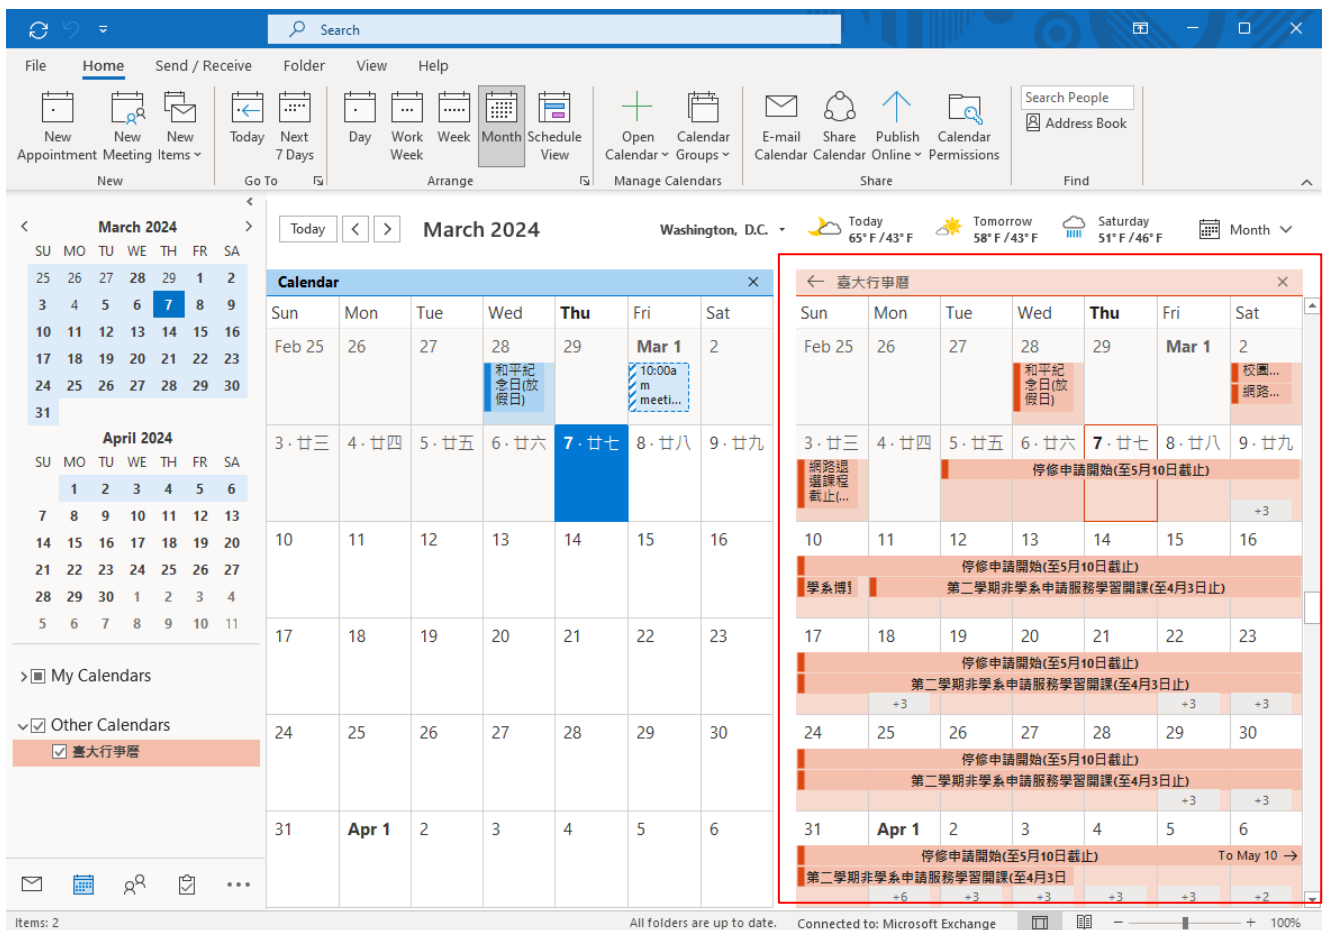 Search
File Home Send / Receive Folder View Help
New Appointment
New Meeting
New Items
Today
Next 7 Days
Day
Work Week
Week
Month
Schedule View
Open Calendar
Calendar Groups
E-mail Calendar
Share Calendar
Publish Online
Calendar Permissions
Search People
Address Book
New
Go To
Arrange
Manage Calendars
Share
Find
March 2024
SU MO TU WE TH FR SA
25 26 27 28 29 1 2
3 4 5 6 7 8 9
10 11 12 13 14 15 16
17 18 19 20 21 22 23
24 25 26 27 28 29 30
31
April 2024
SU MO TU WE TH FR SA
1 2 3 4 5 6
7 8 9 10 11 12 13
14 15 16 17 18 19 20
21 22 23 24 25 26 27
28 29 30 1 2 3 4
5 6 7 8 9 10 11
My Calendars
Other Calendars
臺大行事曆
Today
March 2024
Washington, D.C.
Today
65°F/43°F
Tomorrow
58°F/43°F
Saturday
51°F/46°F
Month
Calendar
Sun Mon Tue Wed Thu Fri Sat
Feb 25 26 27 28 29 Mar 1 2
和平紀
念日(放
假日)
10:00a
m
meeti...
3 · 廿三 4 · 廿四 5 · 廿五 6 · 廿六 7 · 廿七 8 · 廿八 9 · 廿九
10 11 12 13 14 15 16
17 18 19 20 21 22 23
24 25 26 27 28 29 30
31 Apr 1 2 3 4 5 6
臺大行事曆
Sun Mon Tue Wed Thu Fri Sat
Feb 25 26 27 28 29 Mar 1 2
和平紀
念日(放
假日)
校園...
網路...
3 · 廿三 4 · 廿四 5 · 廿五 6 · 廿六 7 · 廿七 8 · 廿八 9 · 廿九
網路退
選課程
截止(...
停修申請開始(至5月10日截止)
+3
10 11 12 13 14 15 16
停修申請開始(至5月10日截止)
學系博 第二學期非學系申請服務學習開課(至4月3日止)
17 18 19 20 21 22 23
停修申請開始(至5月10日截止)
第二學期非學系申請服務學習開課(至4月3日止)
+3 +3 +3
24 25 26 27 28 29 30
停修申請開始(至5月10日截止)
第二學期非學系申請服務學習開課(至4月3日止)
+3 +3
31 Apr 1 2 3 4 5 6
停修申請開始(至5月10日截止) To May 10 →
第二學期非學系申請服務學習開課(至4月3日
+6 +3 +3 +3 +3 +2
Items: 2
All folders are up to date.
Connected to: Microsoft Exchange
100%